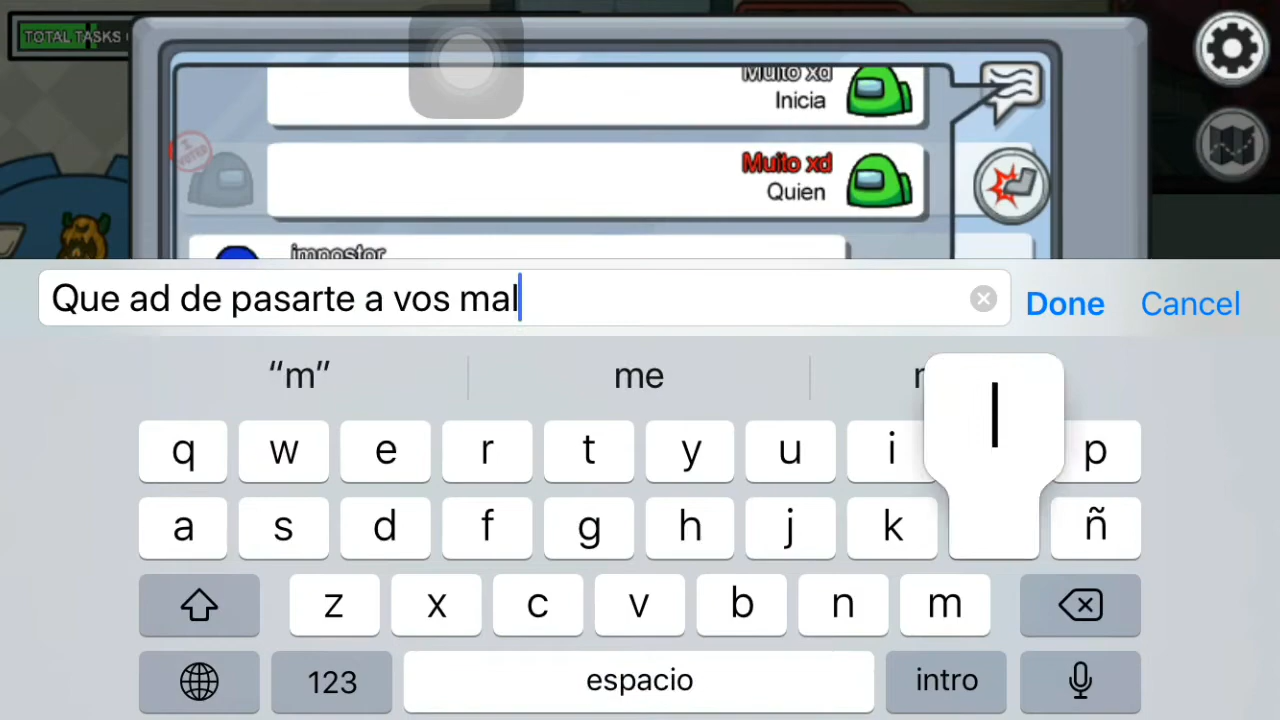 TOTAL TASKS
Muito xd
Inicia
I VOTED
Muito xd
Quien
impostor
Que ad de pasarte a vos mal
Done
Cancel
“m”
me
l
q w e r t y u i p
a s d f g h j k ñ
z x c v b n m
123
espacio
intro